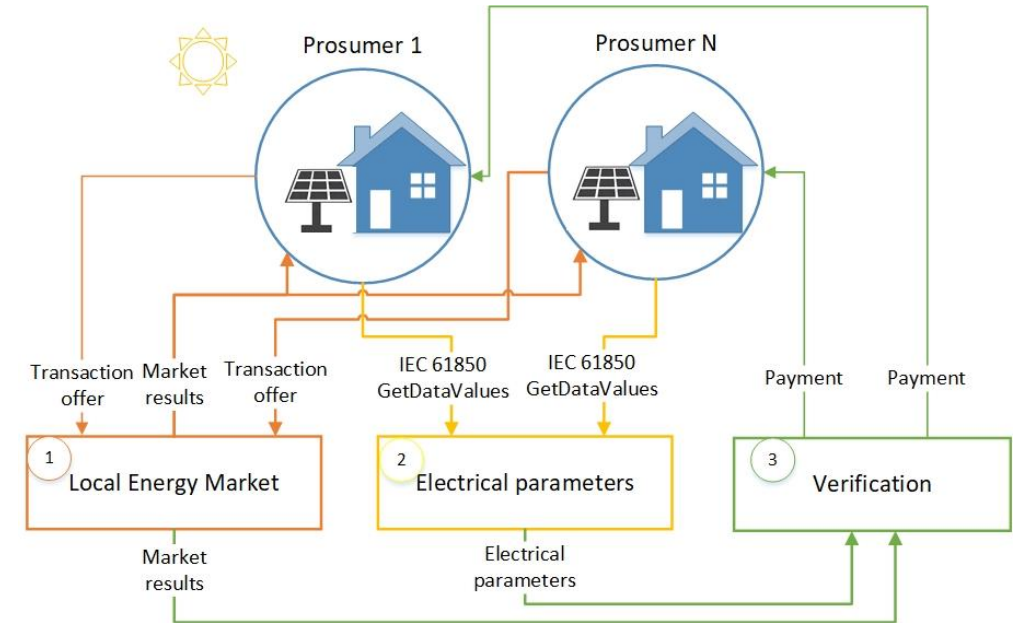 Prosumer 1
Prosumer N
Transaction
offer
Market
results
Transaction
offer
IEC 61850
GetDataValues
IEC 61850
GetDataValues
Payment
Payment
1
Local Energy Market
2
Electrical parameters
3
Verification
Market
results
Electrical
parameters